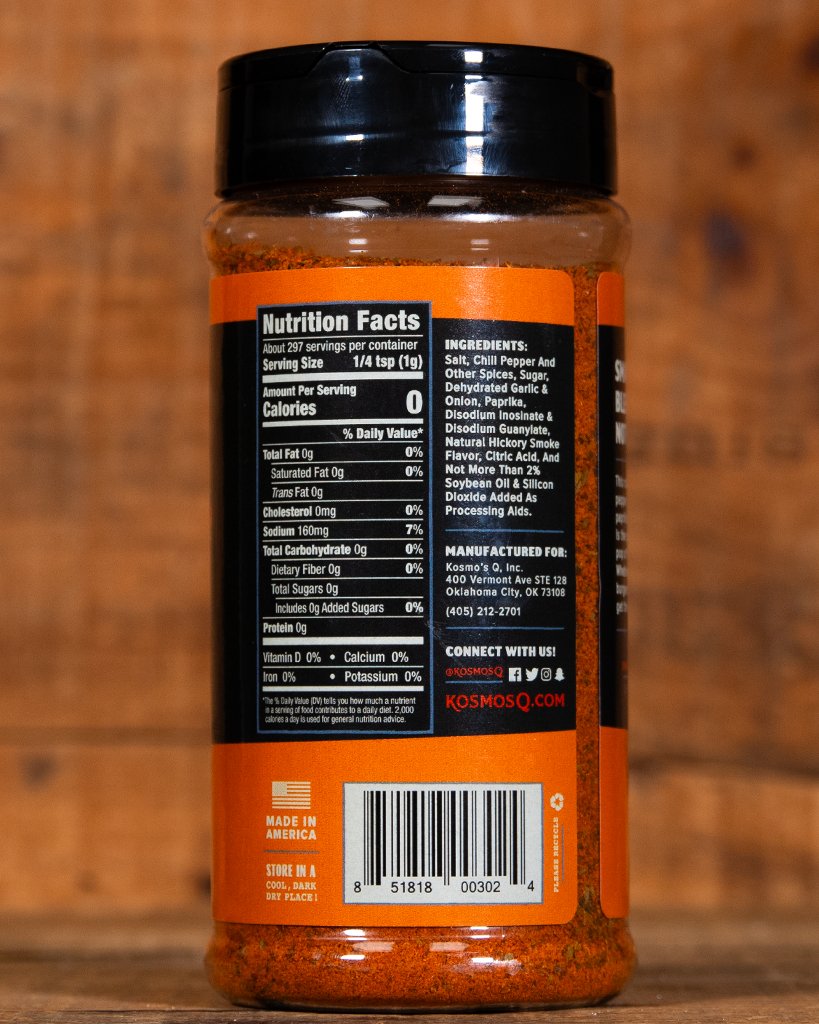 Nutrition Facts
About 297 servings per container
Serving Size 1/4 tsp (1g)
Amount Per Serving
Calories 0
% Daily Value*
Total Fat 0g 0%
Saturated Fat 0g 0%
Trans Fat 0g
Cholesterol 0mg 0%
Sodium 160mg 7%
Total Carbohydrate 0g 0%
Dietary Fiber 0g 0%
Total Sugars 0g
Includes 0g Added Sugars 0%
Protein 0g
Vitamin D 0% • Calcium 0%
Iron 0% • Potassium 0%
*The % Daily Value (DV) tells you how much a nutrient
in a serving of food contributes to a daily diet. 2,000
calories a day is used for general nutrition advice.
INGREDIENTS:
Salt, Chili Pepper And
Other Spices, Sugar,
Dehydrated Garlic &
Onion, Paprika,
Disodium Inosinate &
Disodium Guanylate,
Natural Hickory Smoke
Flavor, Citric Acid, And
Not More Than 2%
Soybean Oil & Silicon
Dioxide Added As
Processing Aids.
MANUFACTURED FOR:
Kosmo's Q, Inc.
400 Vermont Ave STE 128
Oklahoma City, OK 73108
(405) 212-2701
CONNECT WITH US!
@KOSMOSQ
KOSMOSQ.COM
MADE IN
AMERICA
STORE IN A
COOL, DARK
DRY PLACE!
8 51818 00302 4
PLEASE RECYCLE